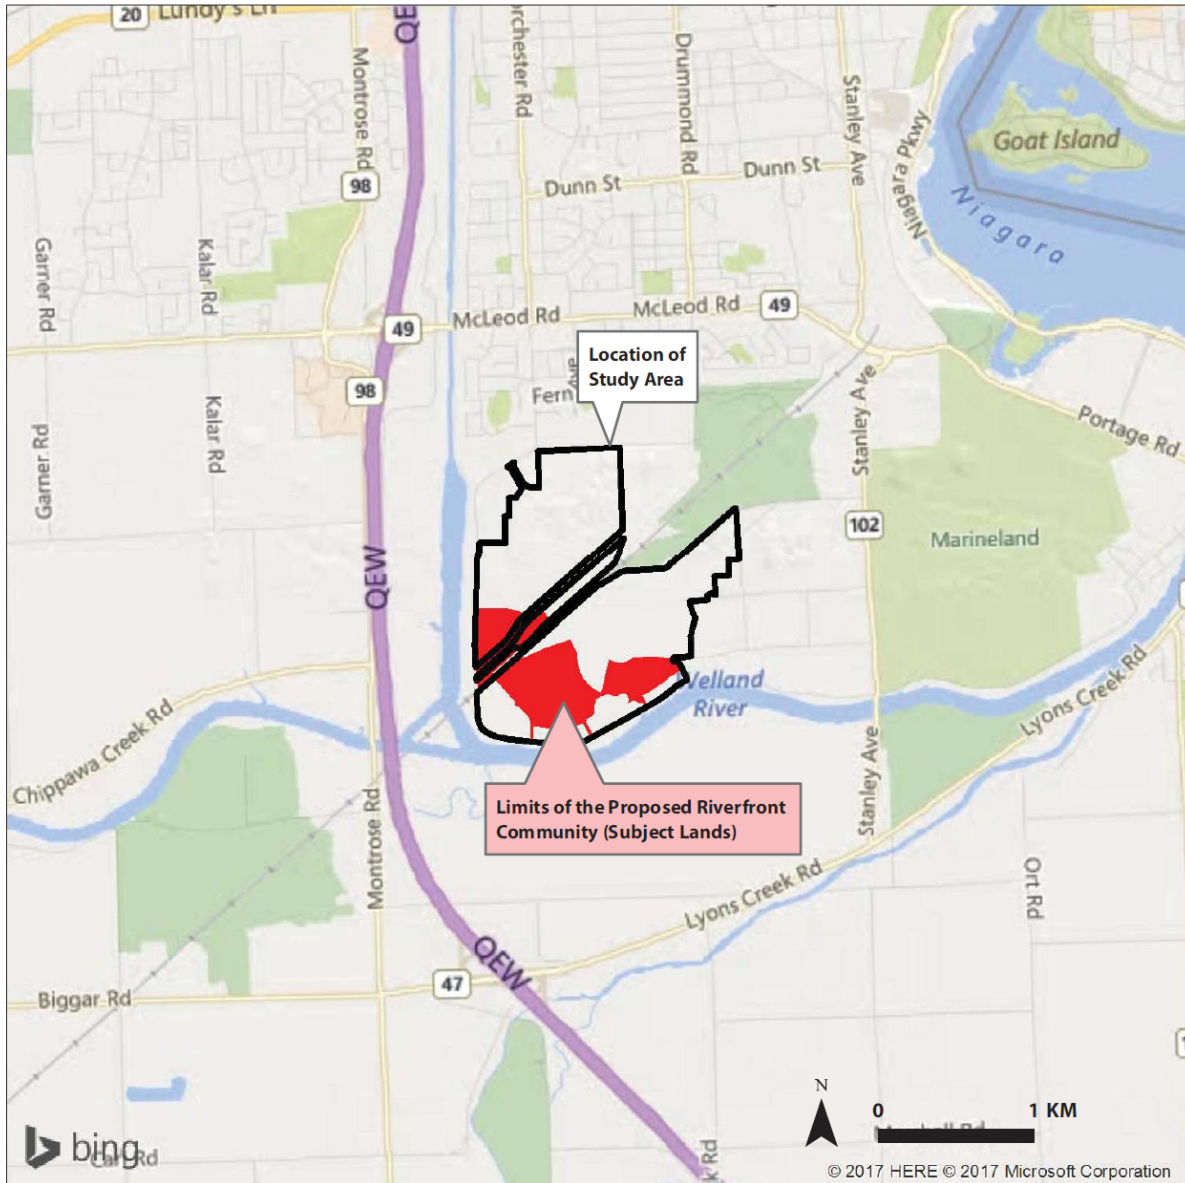 20
Lundy's Ln
QE
Montrose Rd
98
Drummond Rd
Stanley Ave
Niagara Pkwy
Goat Island
Niagara
Niagara
Dunn St
Dunn St
Garner Rd
Kalar Rd
49
McLeod Rd
McLeod Rd
49
Location of
Study Area
98
Fern Ave
Garner Rd
Kalar Rd
Stanley Ave
Portage Rd
102
Marineland
QEW
Welland
River
Chippawa Creek Rd
Lyons Creek Rd
Limits of the Proposed Riverfront
Community (Subject Lands)
Stanley Ave
Montrose Rd
Lyons Creek Rd
Ort Rd
QEW
47
Biggar Rd
N
0
1 KM
bing
Rd
© 2017 HERE © 2017 Microsoft Corporation